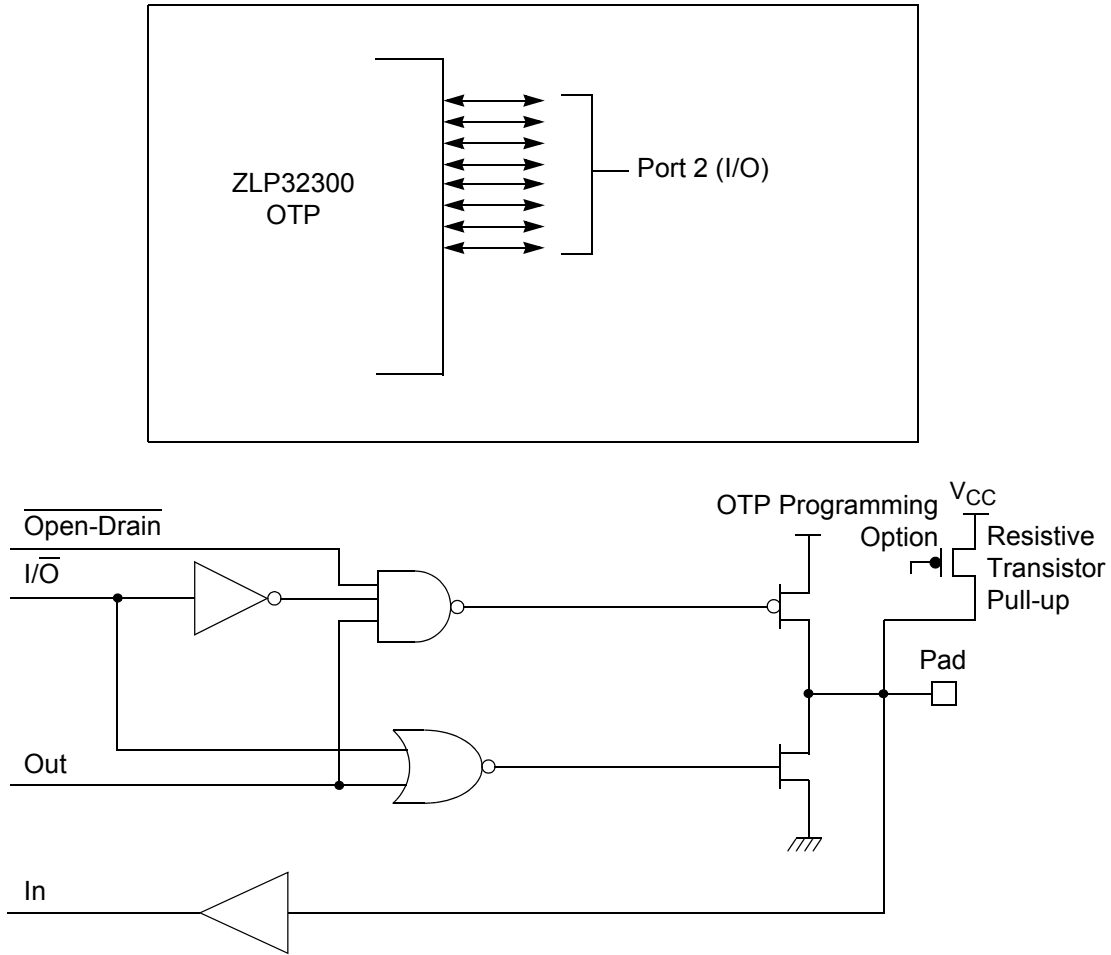 ZLP32300
OTP
Port 2 (I/O)
Open-Drain
I/O
OTP Programming
Option
VCC
Resistive
Transistor
Pull-up
Pad
Out
In